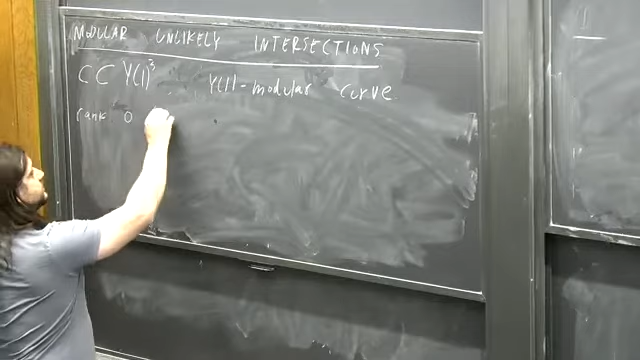 MODULAR UNLIKELY INTERSECTIONS
C ⊂ Y(1)³ Y(1) - modular curve
rank 0